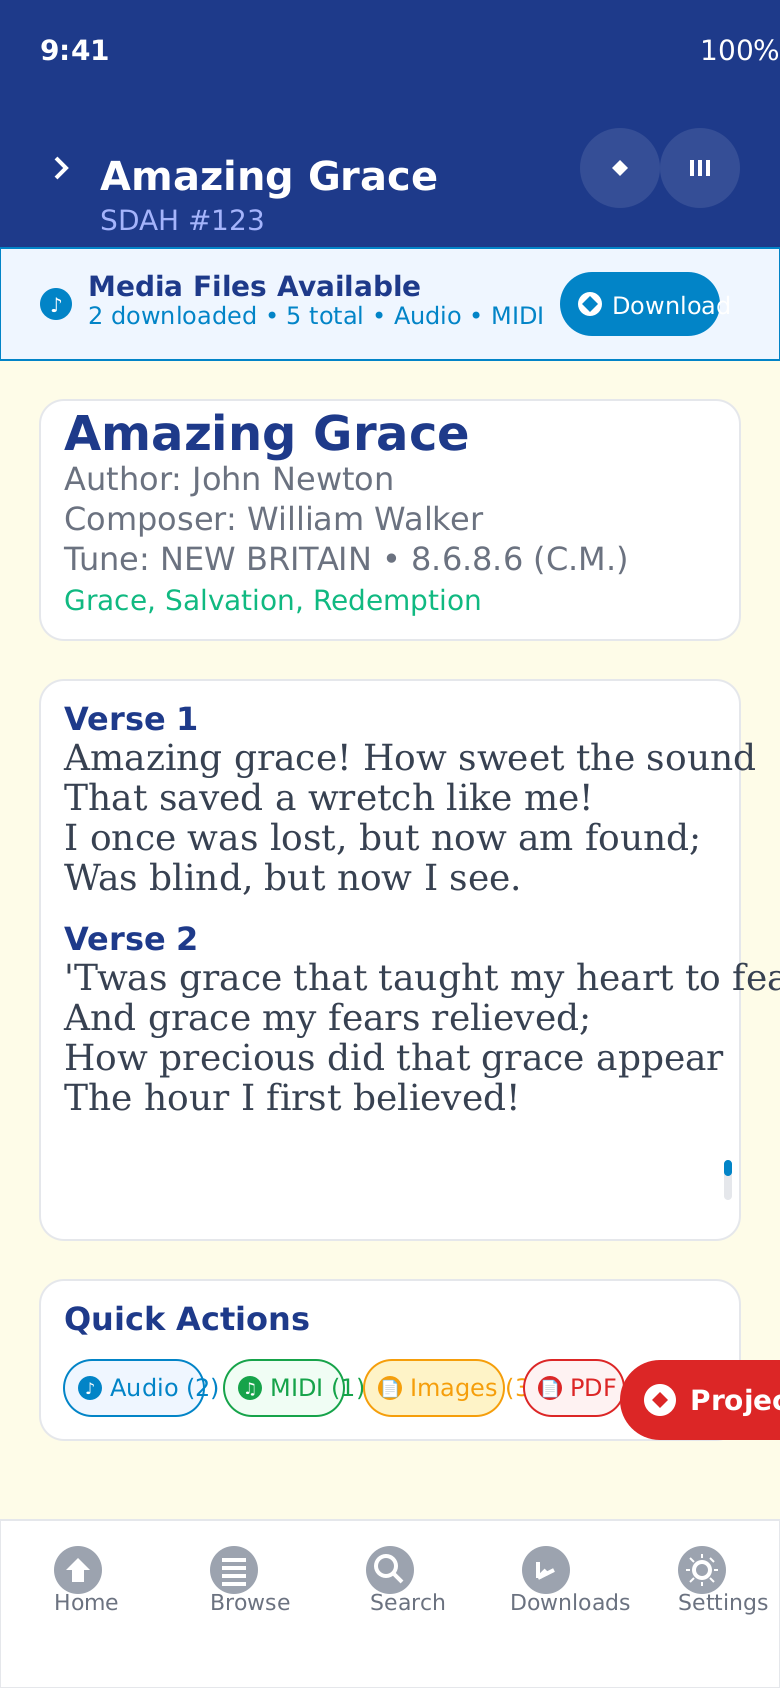 9:41
100%
Amazing Grace
SDAH #123
Media Files Available
2 downloaded • 5 total • Audio • MIDI
Download
Amazing Grace
Author: John Newton
Composer: William Walker
Tune: NEW BRITAIN • 8.6.8.6 (C.M.)
Grace, Salvation, Redemption
Verse 1
Amazing grace! How sweet the sound
That saved a wretch like me!
I once was lost, but now am found;
Was blind, but now I see.
Verse 2
'Twas grace that taught my heart to fea
And grace my fears relieved;
How precious did that grace appear
The hour I first believed!
Quick Actions
Audio (2)
MIDI (1)
Images (3
PDF
Projec
Home
Browse
Search
Downloads
Settings